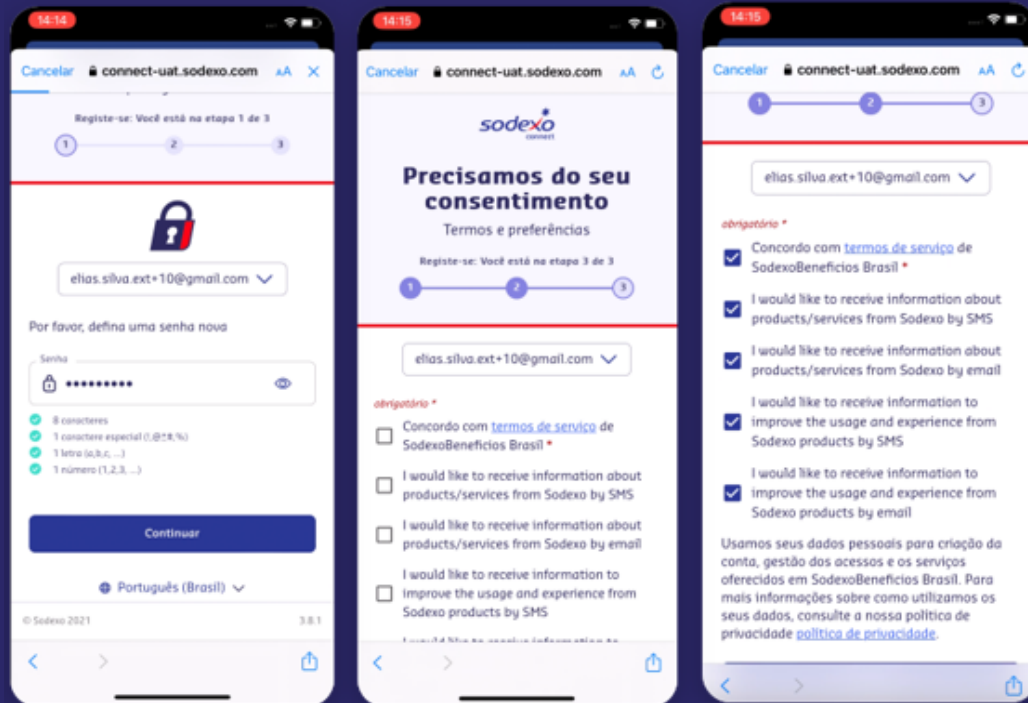 14:14
Cancelar connect-uat.sodexo.com AA
Registe-se: Você está na etapa 1 de 3
1 2 3
elias.silva.ext+10@gmail.com
Por favor, defina uma senha nova
Senha
8 caracteres
1 caractere especial (!,@±#,%)
1 letra (a,b,c, ...)
1 número (1,2,3, ...)
Continuar
Português (Brasil)
© Sodexo 2021 3.8.1
14:15
Cancelar connect-uat.sodexo.com AA
sodexo
connect
Precisamos do seu
consentimento
Termos e preferências
Registe-se: Você está na etapa 3 de 3
1 2 3
elias.silva.ext+10@gmail.com
obrigatório *
Concordo com termos de serviço de
SodexoBeneficios Brasil *
I would like to receive information about
products/services from Sodexo by SMS
I would like to receive information about
products/services from Sodexo by email
I would like to receive information to
improve the usage and experience from
Sodexo products by SMS
I would like to receive information to
14:15
Cancelar connect-uat.sodexo.com AA
1 2 3
elias.silva.ext+10@gmail.com
obrigatório *
Concordo com termos de serviço de
SodexoBeneficios Brasil *
I would like to receive information about
products/services from Sodexo by SMS
I would like to receive information about
products/services from Sodexo by email
I would like to receive information to
improve the usage and experience from
Sodexo products by SMS
I would like to receive information to
improve the usage and experience from
Sodexo products by email
Usamos seus dados pessoais para criação da
conta, gestão dos acessos e os serviços
oferecidos em SodexoBeneficios Brasil. Para
mais informações sobre como utilizamos os
seus dados, consulte a nossa política de
privacidade política de privacidade.